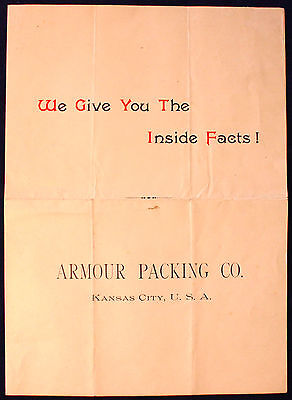 We Give You The
Inside Facts!
ARMOUR PACKING CO.
KANSAS CITY, U. S. A.